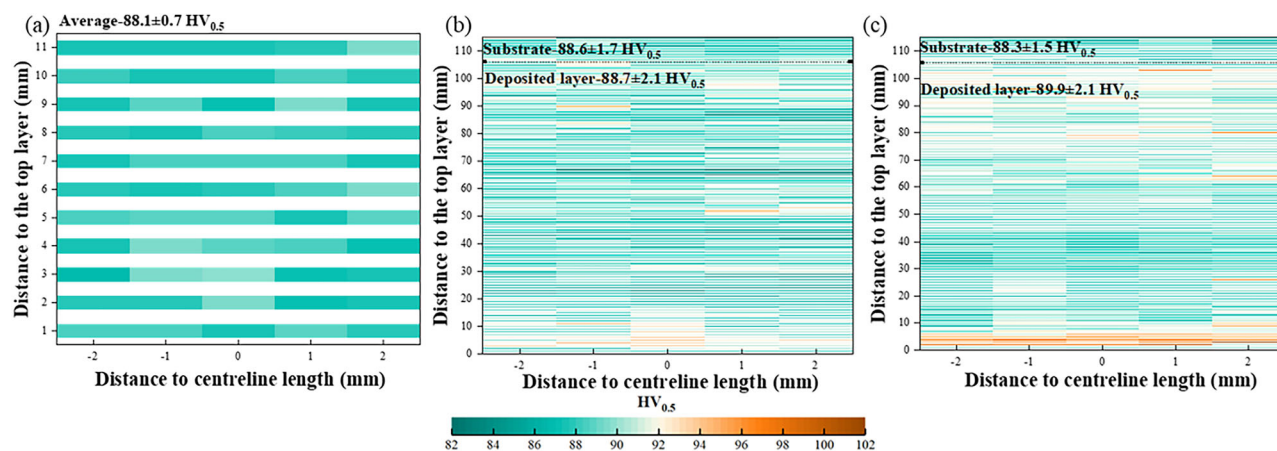 (a)
Average-88.1±0.7 HV0.5
Distance to the top layer (mm)
11
10
9
8
7
6
5
4
3
2
1
-2 -1 0 1 2
Distance to centreline length (mm)
(b)
Substrate-88.6±1.7 HV0.5
Deposited layer-88.7±2.1 HV0.5
Distance to the top layer (mm)
110
100
90
80
70
60
50
40
30
20
10
0
-2 -1 0 1 2
Distance to centreline length (mm)
(c)
Substrate-88.3±1.5 HV0.5
Deposited layer-89.9±2.1 HV0.5
Distance to the top layer (mm)
110
100
90
80
70
60
50
40
30
20
10
0
-2 -1 0 1 2
Distance to centreline length (mm)
HV0.5
82 84 86 88 90 92 94 96 98 100 102